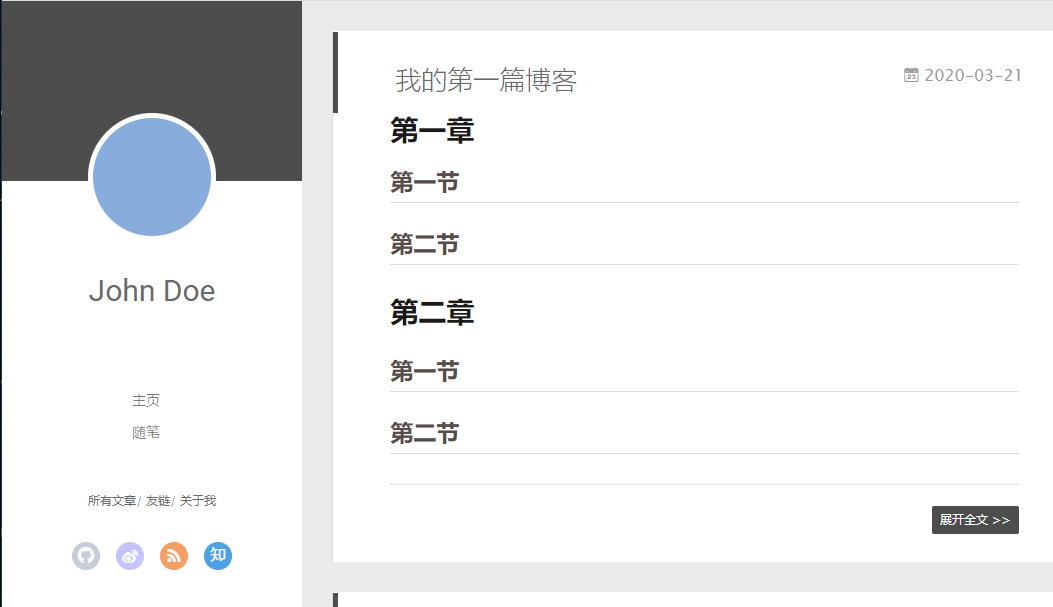 John Doe
主页
随笔
所有文章/ 友链/ 关于我
知
我的第一篇博客
23 2020-03-21
第一章
第一节
第二节
第二章
第一节
第二节
展开全文 >>